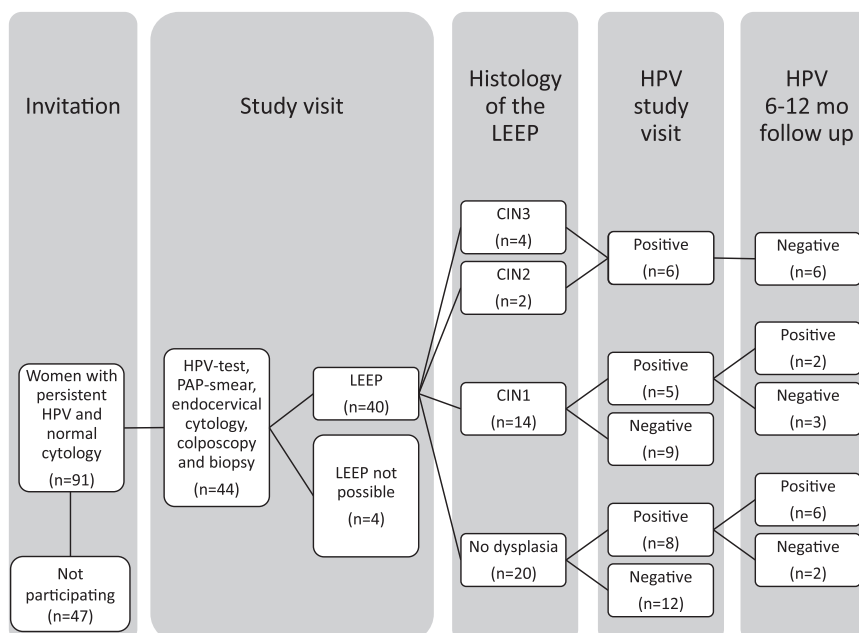 Invitation
Study visit
Histology
of the
LEEP
HPV
study
visit
HPV
6-12 mo
follow up
Women with
persistent
HPV and
normal
cytology
(n=91)
Not
participating
(n=47)
HPV-test,
PAP-smear,
endocervical
cytology,
colposcopy
and biopsy
(n=44)
LEEP
(n=40)
LEEP not
possible
(n=4)
CIN3
(n=4)
CIN2
(n=2)
CIN1
(n=14)
No dysplasia
(n=20)
Positive
(n=6)
Positive
(n=5)
Negative
(n=9)
Positive
(n=8)
Negative
(n=12)
Negative
(n=6)
Positive
(n=2)
Negative
(n=3)
Positive
(n=6)
Negative
(n=2)